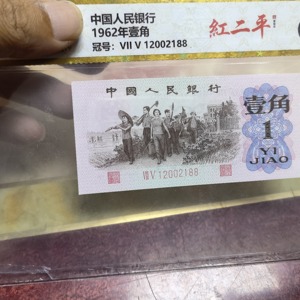 中国人民银行
1962年壹角
冠号：VII V 12002188
紅二平
中國人民銀行
壹角
1
YI
JIAO
VII V 12002188